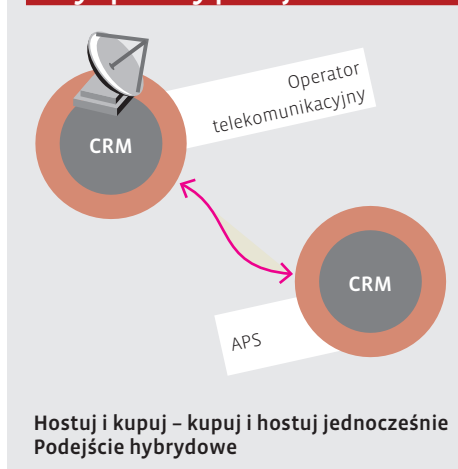 Operator
telekomunikacyjny
CRM
CRM
APS
Hostuj i kupuj – kupuj i hostuj jednocześnie
Podejście hybrydowe